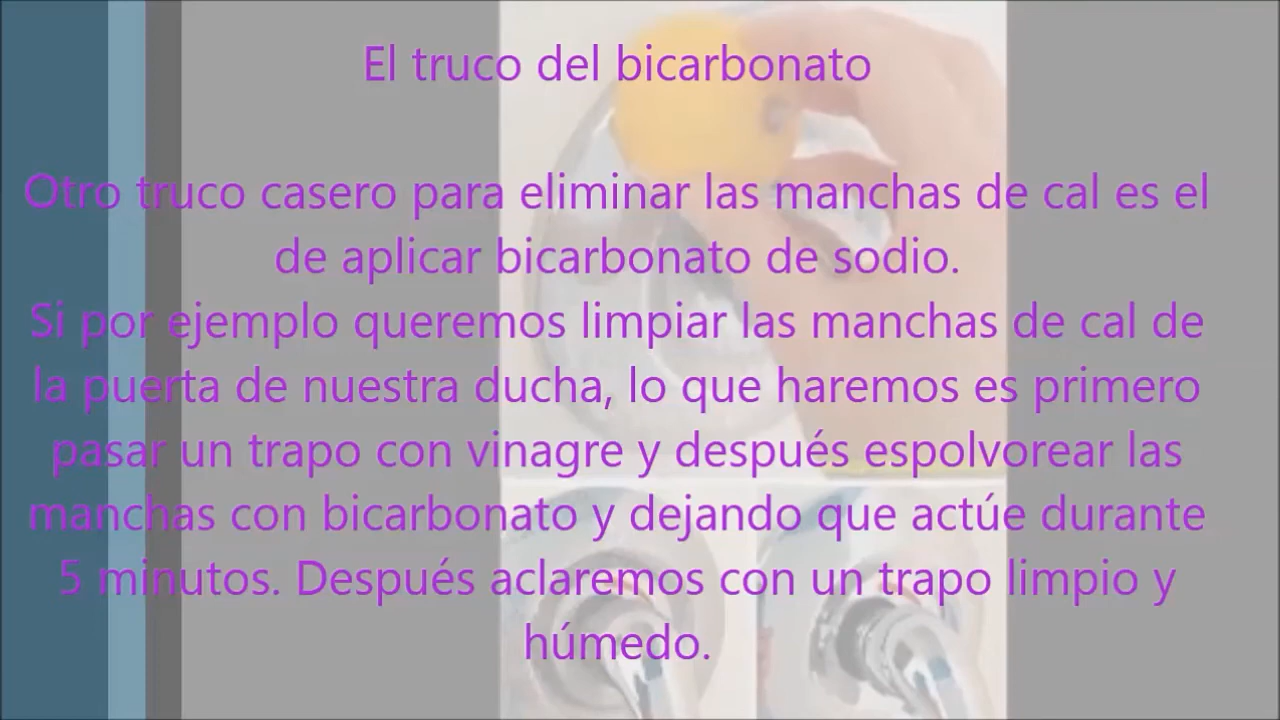 El truco del bicarbonato
Otro truco casero para eliminar las manchas de cal es el
de aplicar bicarbonato de sodio.
Si por ejemplo queremos limpiar las manchas de cal de
la puerta de nuestra ducha, lo que haremos es primero
pasar un trapo con vinagre y después espolvorear las
manchas con bicarbonato y dejando que actúe durante
5 minutos. Después aclaremos con un trapo limpio y
húmedo.